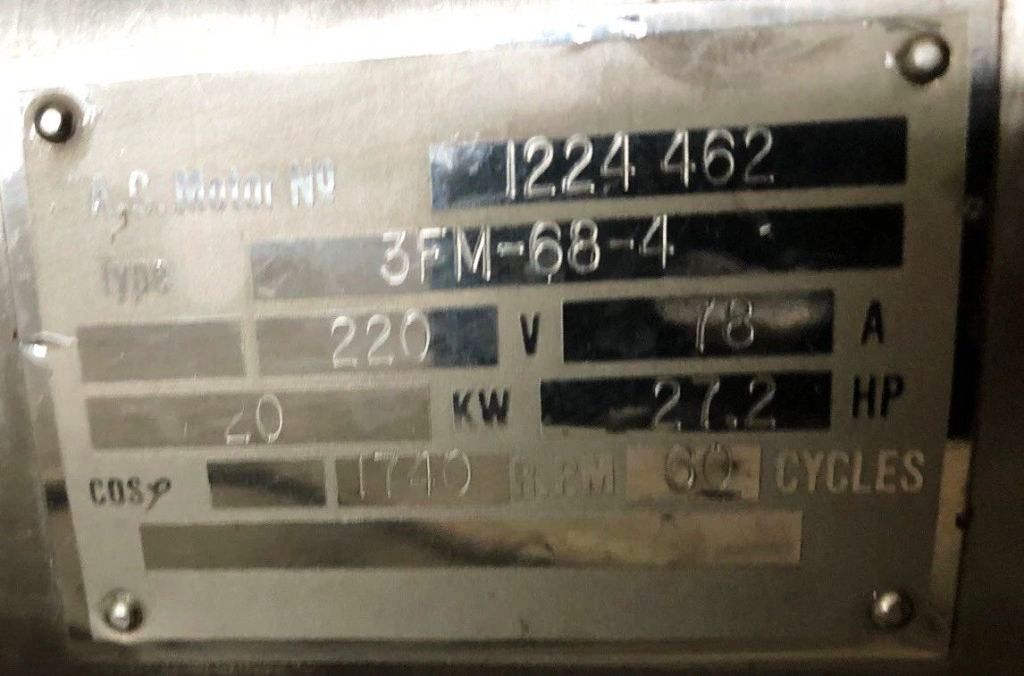 A.C. Motor Nº 1224 462
Type 3FM-68-4
220 V 78 A
20 KW 27.2 HP
COSφ 1740 R.P.M 60 CYCLES